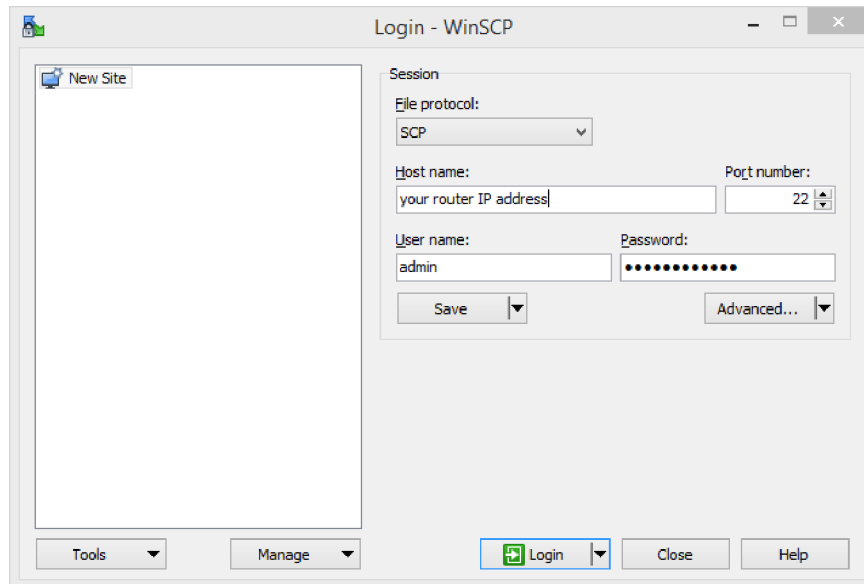 Login - WinSCP
New Site
Session
File protocol:
SCP
Host name:
Port number:
your router IP address
22
User name:
Password:
admin
●●●●●●●●●●●●
Save
Advanced...
Tools
Manage
Login
Close
Help